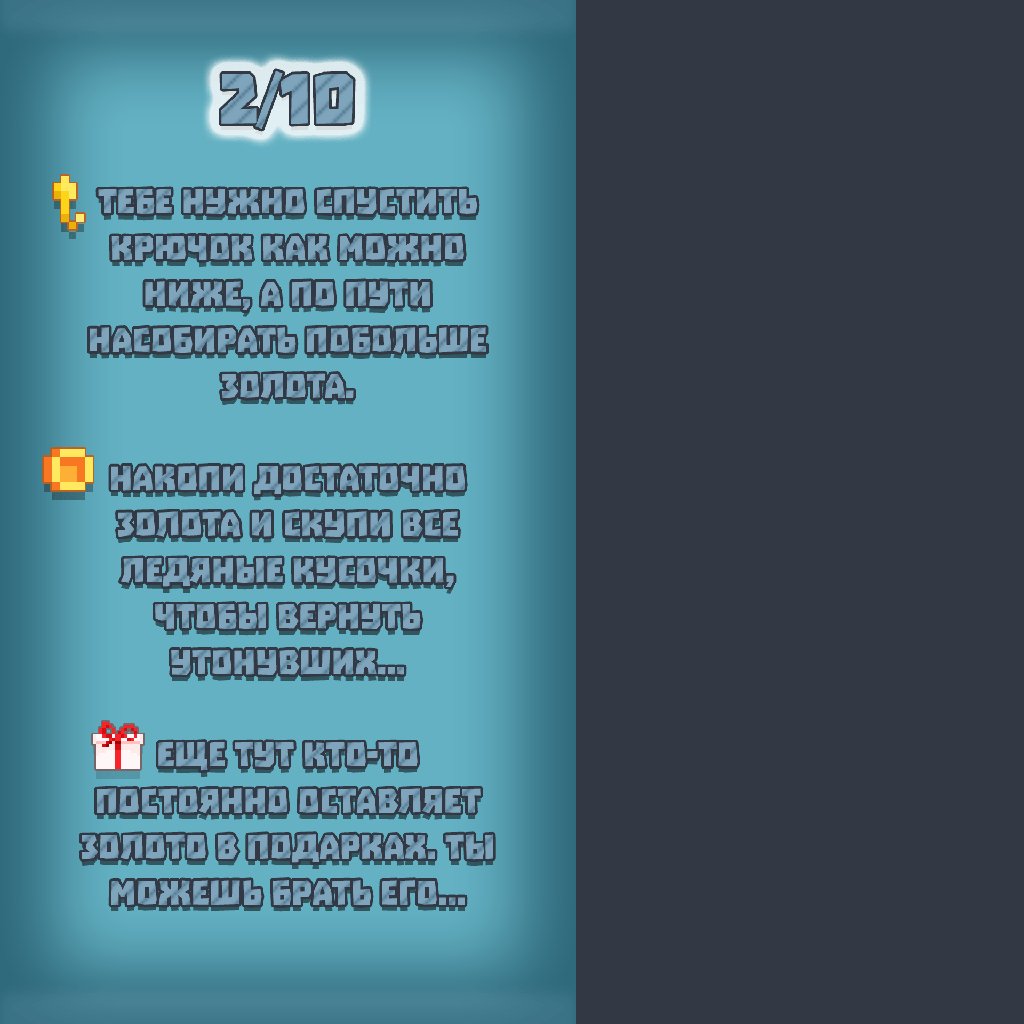 2/10
ТЕБЕ НУЖНО СПУСТИТЬ
КРЮЧОК КАК МОЖНО
НИЖЕ, А ПО ПУТИ
НАСОБИРАТЬ ПОБОЛЬШЕ
ЗОЛОТА.
НАКОПИ ДОСТАТОЧНО
ЗОЛОТА И СКУПИ ВСЕ
ЛЕДЯНЫЕ КУСОЧКИ,
ЧТОБЫ ВЕРНУТЬ
УТОНУВШИХ...
ЕЩЕ ТУТ КТО-ТО
ПОСТОЯННО ОСТАВЛЯЕТ
ЗОЛОТО В ПОДАРКАХ. ТЫ
МОЖЕШЬ БРАТЬ ЕГО...